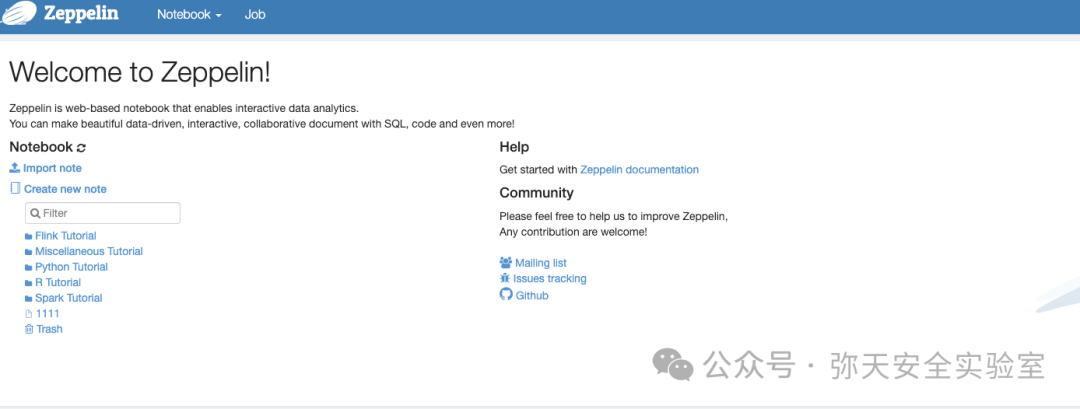 Zeppelin Notebook Job
Welcome to Zeppelin!
Zeppelin is web-based notebook that enables interactive data analytics.
You can make beautiful data-driven, interactive, collaborative document with SQL, code and even more!
Notebook
Import note
Create new note
Filter
Flink Tutorial
Miscellaneous Tutorial
Python Tutorial
R Tutorial
Spark Tutorial
1111
Trash
Help
Get started with Zeppelin documentation
Community
Please feel free to help us to improve Zeppelin,
Any contribution are welcome!
Mailing list
Issues tracking
Github
公众号 · 弥天安全实验室